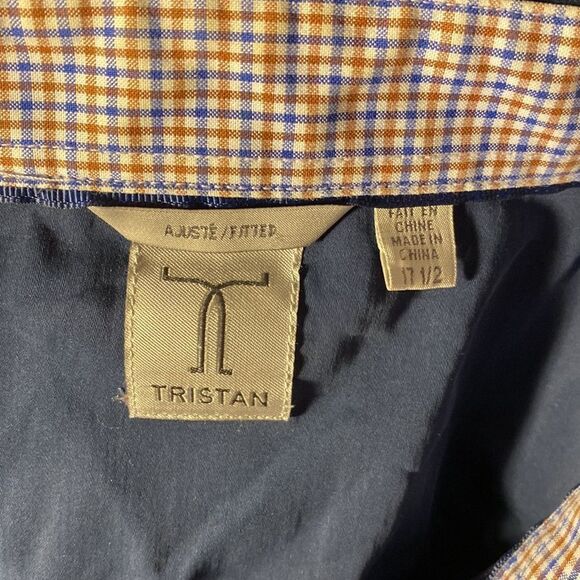 AJUSTÉ/FITTED
TRISTAN
FAIT EN
CHINE
MADE IN
CHINA
17 1/2